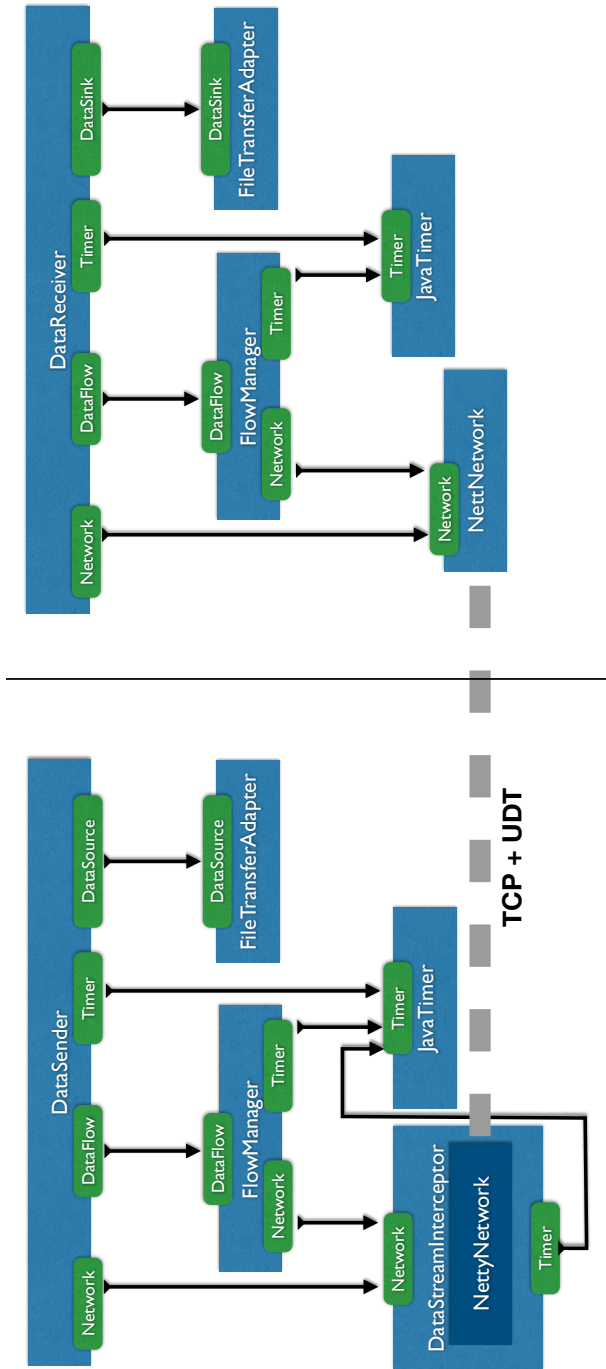 DataSender
Network
DataFlow
Timer
DataSource
DataFlow
FlowManager
Network
Timer
DataSource
FileTransferAdapter
Network
DataStreamInterceptor
NettyNetwork
Timer
Timer
JavaTimer
TCP + UDT
DataReceiver
Network
DataFlow
Timer
DataSink
DataFlow
FlowManager
Network
Timer
DataSink
FileTransferAdapter
Timer
JavaTimer
Network
NettNetwork